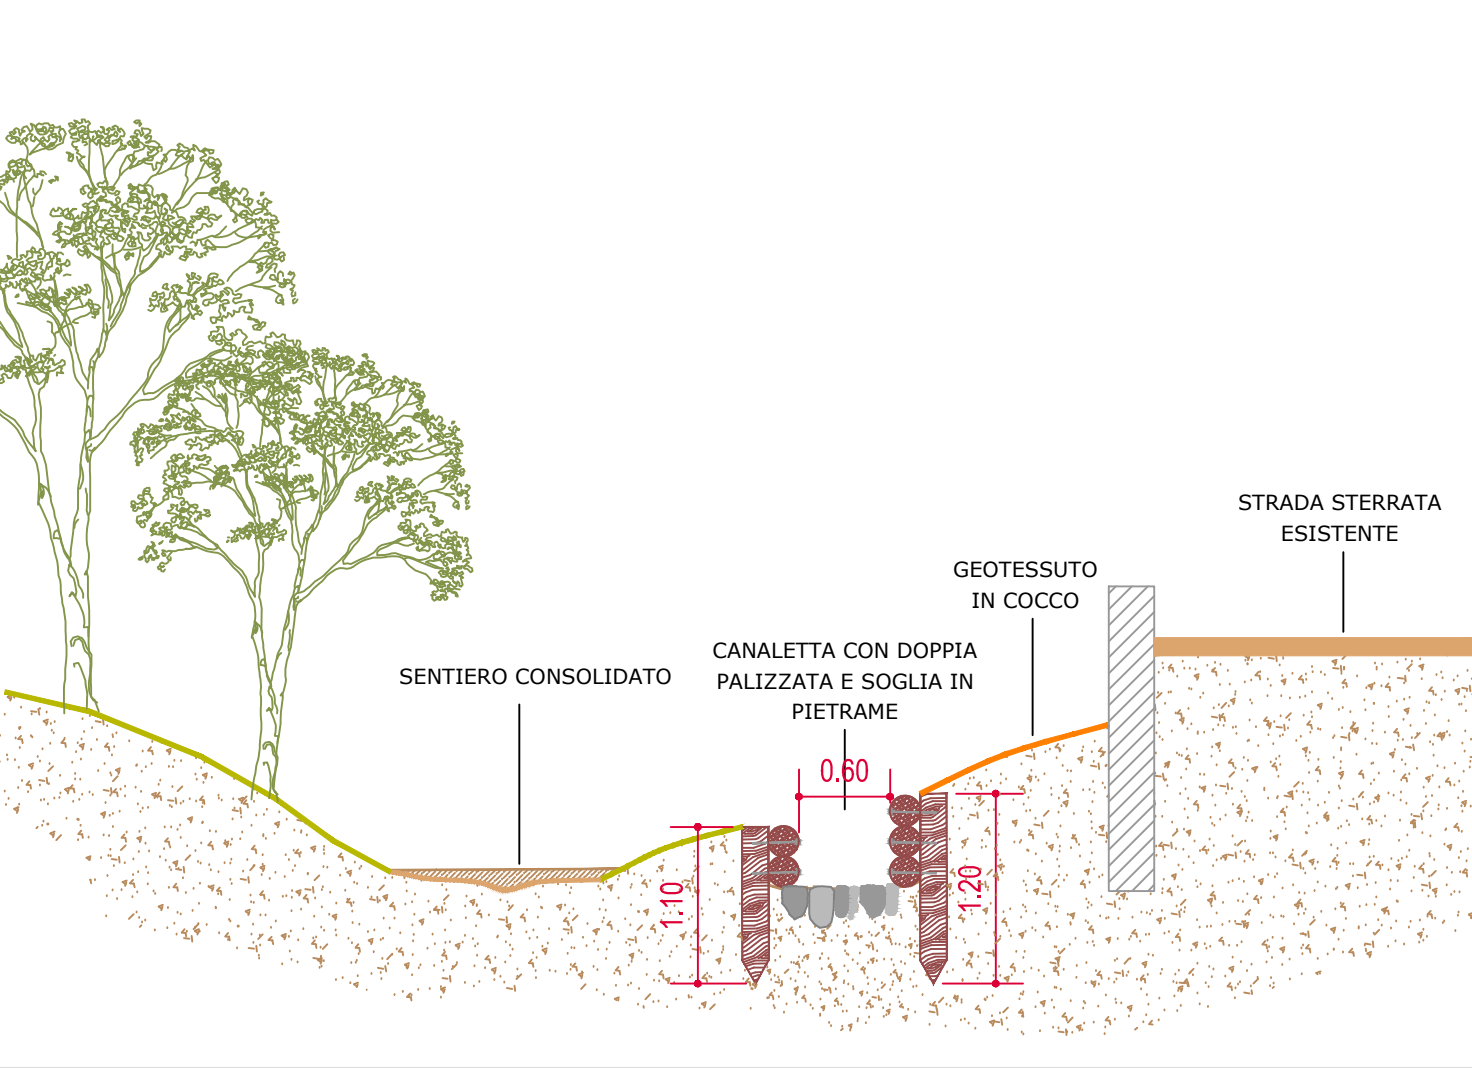 STRADA STERRATA
ESISTENTE
GEOTESSUTO
IN COCCO
CANALETTA CON DOPPIA
PALIZZATA E SOGLIA IN
PIETRAME
SENTIERO CONSOLIDATO
0.60
1.10
1.20